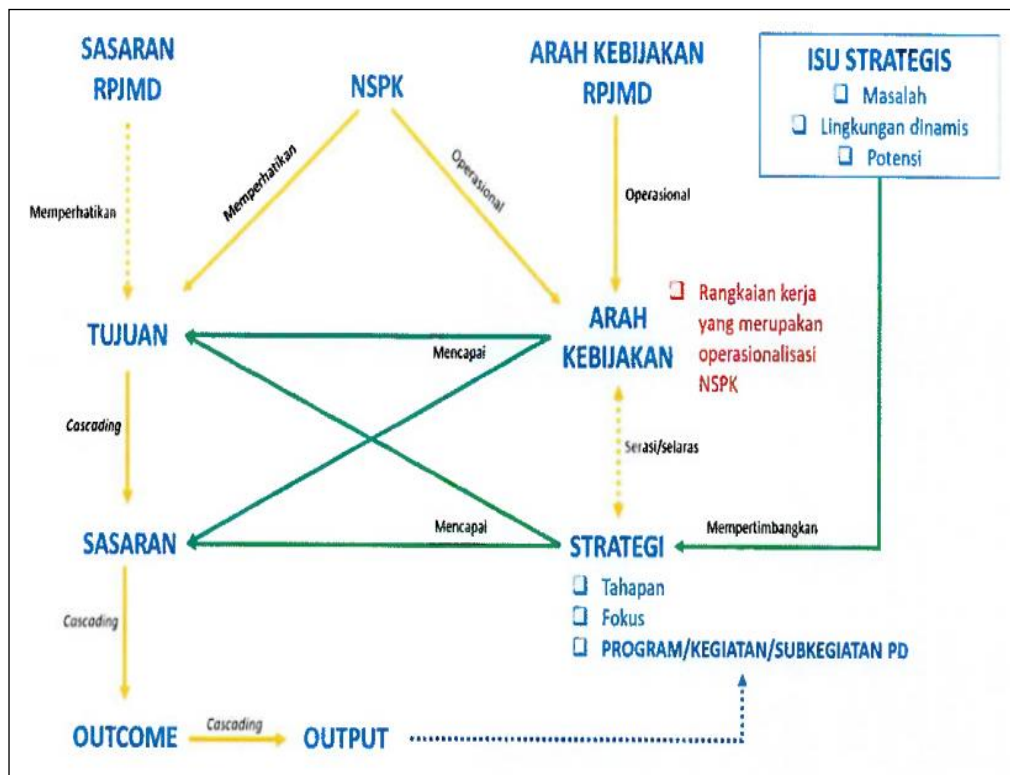 SASARAN
RPJMD
NSPK
ARAH KEBIJAKAN
RPJMD
ISU STRATEGIS
Masalah
Lingkungan dinamis
Potensi
Memperhatikan
Memperhatikan
Operasional
Operasional
TUJUAN
Mencapai
ARAH
KEBIJAKAN
Rangkaian kerja
yang merupakan
operasionalisasi
NSPK
Cascading
Serasi/selaras
SASARAN
Mencapai
STRATEGI
Mempertimbangkan
Tahapan
Fokus
PROGRAM/KEGIATAN/SUBKEGIATAN PD
Cascading
OUTCOME
Cascading
OUTPUT